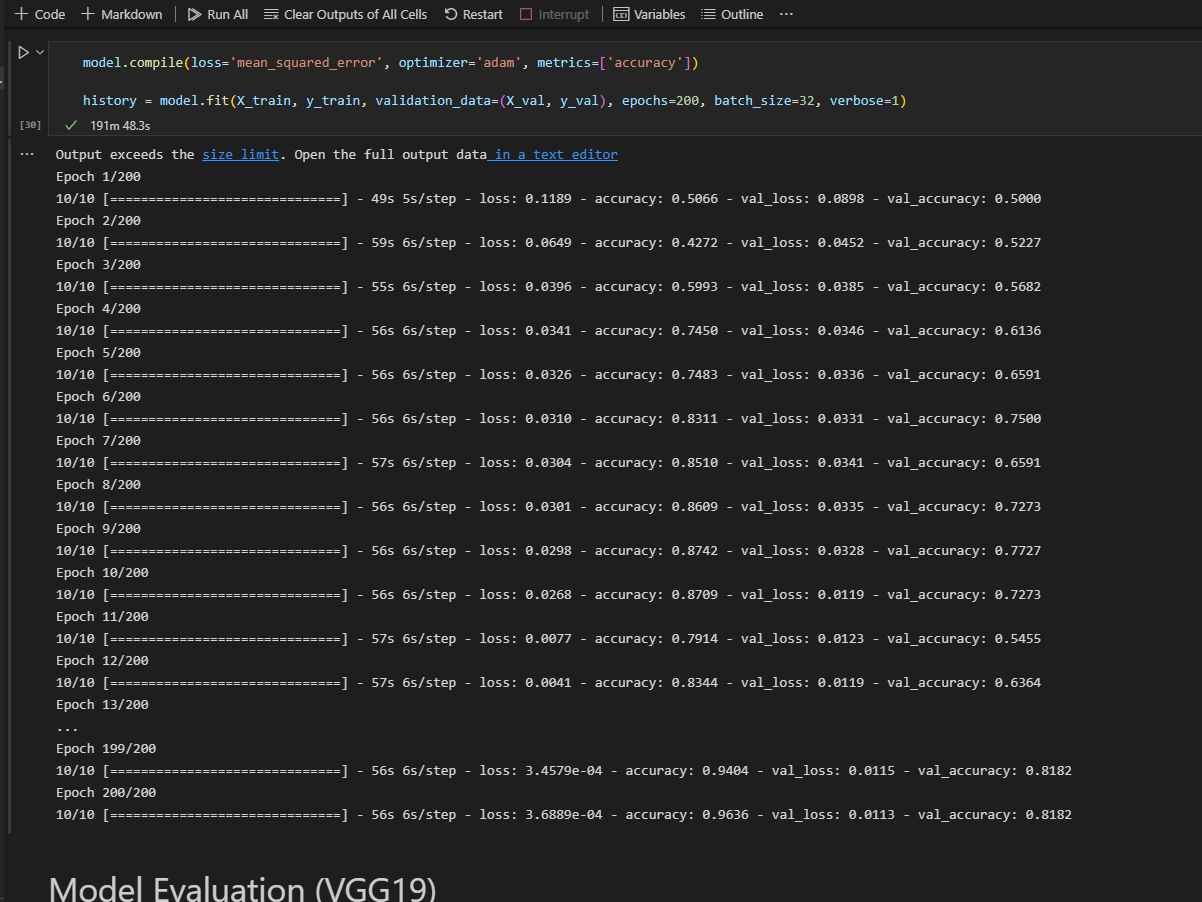 Code Markdown Run All Clear Outputs of All Cells Restart Interrupt Variables Outline ...
model.compile(loss='mean_squared_error', optimizer='adam', metrics=['accuracy'])
history = model.fit(X_train, y_train, validation_data=(X_val, y_val), epochs=200, batch_size=32, verbose=1)
[30] 191m 48.3s
... Output exceeds the size limit. Open the full output data in a text editor
Epoch 1/200
10/10 [==============================] - 49s 5s/step - loss: 0.1189 - accuracy: 0.5066 - val_loss: 0.0898 - val_accuracy: 0.5000
Epoch 2/200
10/10 [==============================] - 59s 6s/step - loss: 0.0649 - accuracy: 0.4272 - val_loss: 0.0452 - val_accuracy: 0.5227
Epoch 3/200
10/10 [==============================] - 55s 6s/step - loss: 0.0396 - accuracy: 0.5993 - val_loss: 0.0385 - val_accuracy: 0.5682
Epoch 4/200
10/10 [==============================] - 56s 6s/step - loss: 0.0341 - accuracy: 0.7450 - val_loss: 0.0346 - val_accuracy: 0.6136
Epoch 5/200
10/10 [==============================] - 56s 6s/step - loss: 0.0326 - accuracy: 0.7483 - val_loss: 0.0336 - val_accuracy: 0.6591
Epoch 6/200
10/10 [==============================] - 56s 6s/step - loss: 0.0310 - accuracy: 0.8311 - val_loss: 0.0331 - val_accuracy: 0.7500
Epoch 7/200
10/10 [==============================] - 57s 6s/step - loss: 0.0304 - accuracy: 0.8510 - val_loss: 0.0341 - val_accuracy: 0.6591
Epoch 8/200
10/10 [==============================] - 56s 6s/step - loss: 0.0301 - accuracy: 0.8609 - val_loss: 0.0335 - val_accuracy: 0.7273
Epoch 9/200
10/10 [==============================] - 56s 6s/step - loss: 0.0298 - accuracy: 0.8742 - val_loss: 0.0328 - val_accuracy: 0.7727
Epoch 10/200
10/10 [==============================] - 56s 6s/step - loss: 0.0268 - accuracy: 0.8709 - val_loss: 0.0119 - val_accuracy: 0.7273
Epoch 11/200
10/10 [==============================] - 57s 6s/step - loss: 0.0077 - accuracy: 0.7914 - val_loss: 0.0123 - val_accuracy: 0.5455
Epoch 12/200
10/10 [==============================] - 57s 6s/step - loss: 0.0041 - accuracy: 0.8344 - val_loss: 0.0119 - val_accuracy: 0.6364
Epoch 13/200
...
Epoch 199/200
10/10 [==============================] - 56s 6s/step - loss: 3.4579e-04 - accuracy: 0.9404 - val_loss: 0.0115 - val_accuracy: 0.8182
Epoch 200/200
10/10 [==============================] - 56s 6s/step - loss: 3.6889e-04 - accuracy: 0.9636 - val_loss: 0.0113 - val_accuracy: 0.8182
Model Evaluation (VGG19)